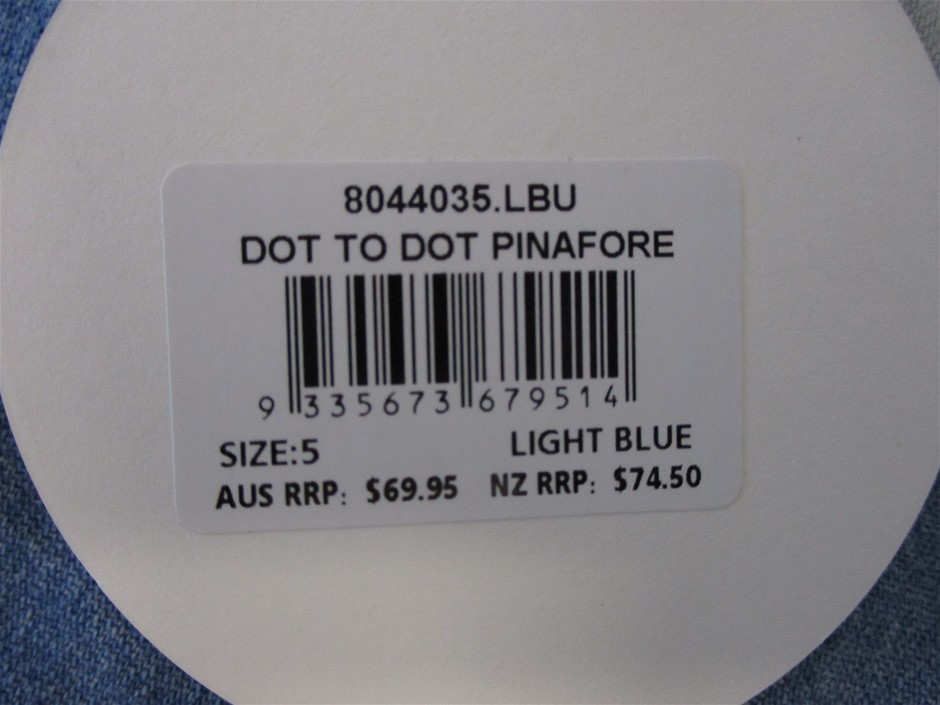 8044035.LBU
DOT TO DOT PINAFORE
9 335673 679514
SIZE:5 LIGHT BLUE
AUS RRP: $69.95 NZ RRP: $74.50